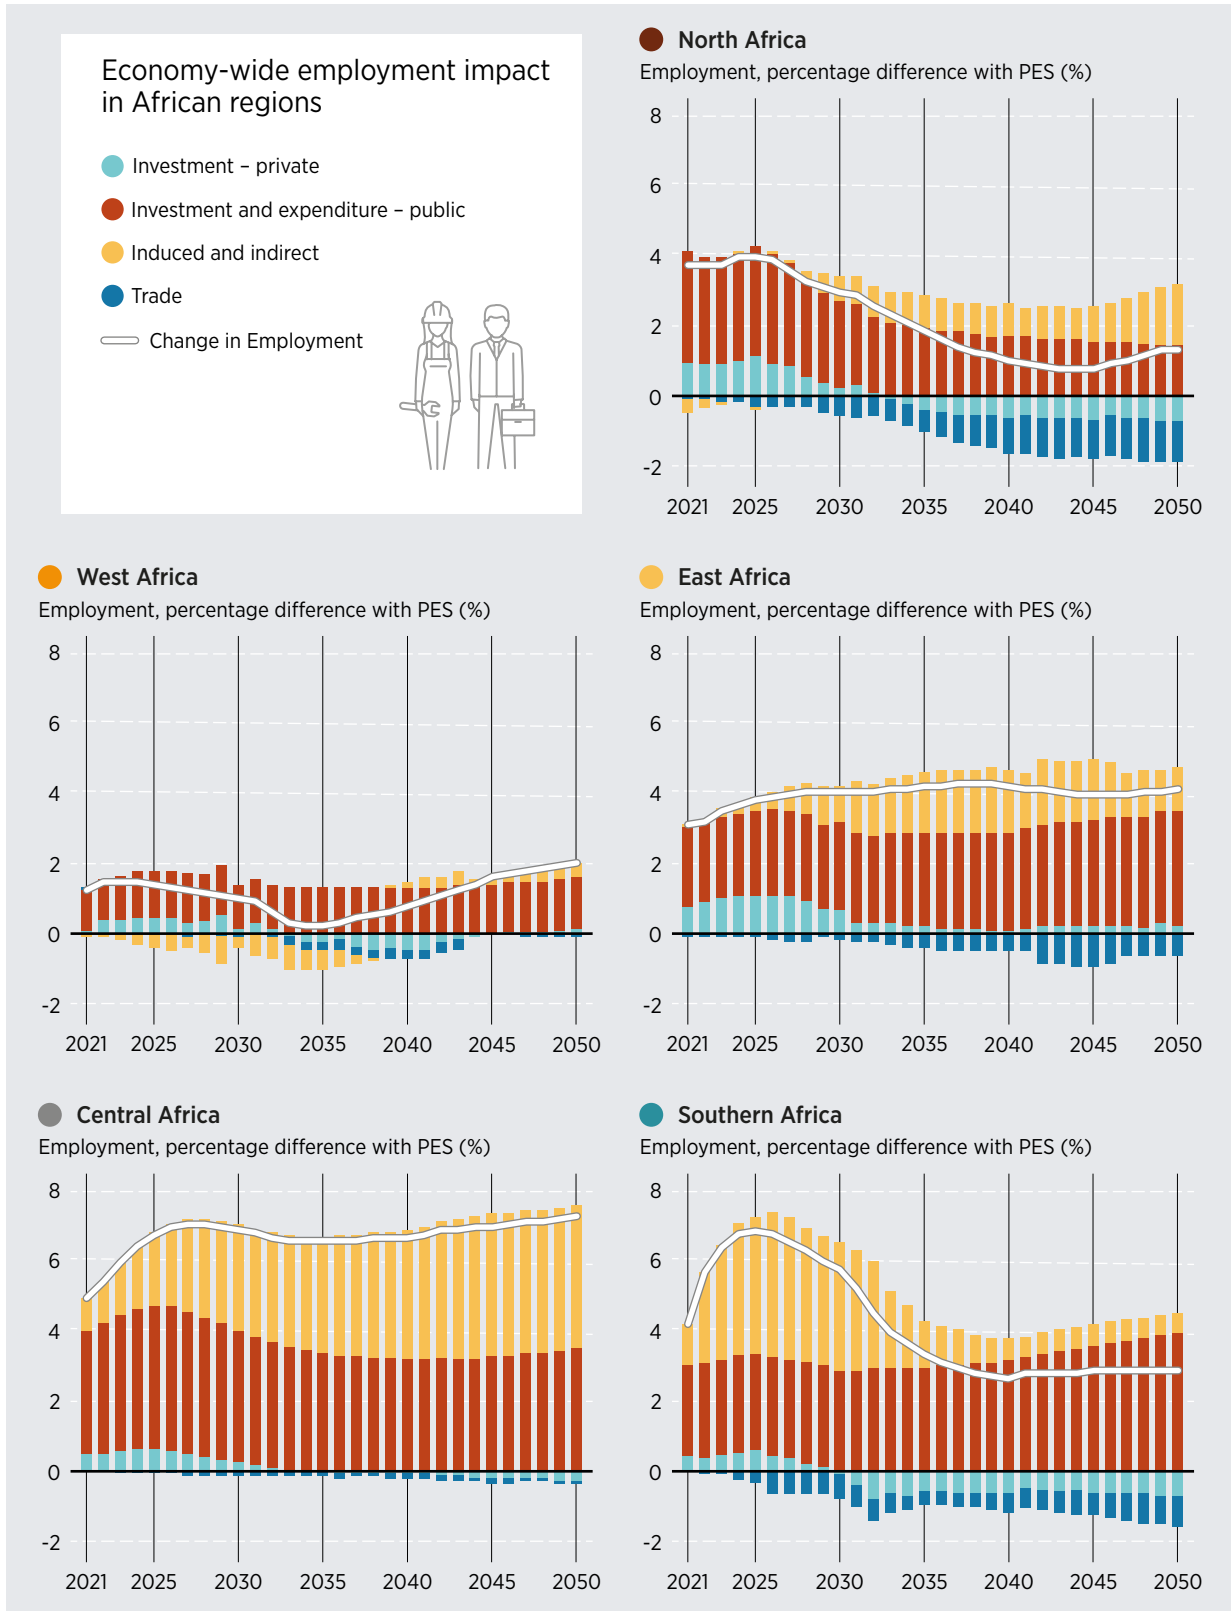 Economy-wide employment impact
in African regions
Investment – private
Investment and expenditure – public
Induced and indirect
Trade
Change in Employment
North Africa
Employment, percentage difference with PES (%)
8
6
4
2
0
-2
2021 2025 2030 2035 2040 2045 2050
West Africa
Employment, percentage difference with PES (%)
8
6
4
2
0
-2
2021 2025 2030 2035 2040 2045 2050
East Africa
Employment, percentage difference with PES (%)
8
6
4
2
0
-2
2021 2025 2030 2035 2040 2045 2050
Central Africa
Employment, percentage difference with PES (%)
8
6
4
2
0
-2
2021 2025 2030 2035 2040 2045 2050
Southern Africa
Employment, percentage difference with PES (%)
8
6
4
2
0
-2
2021 2025 2030 2035 2040 2045 2050